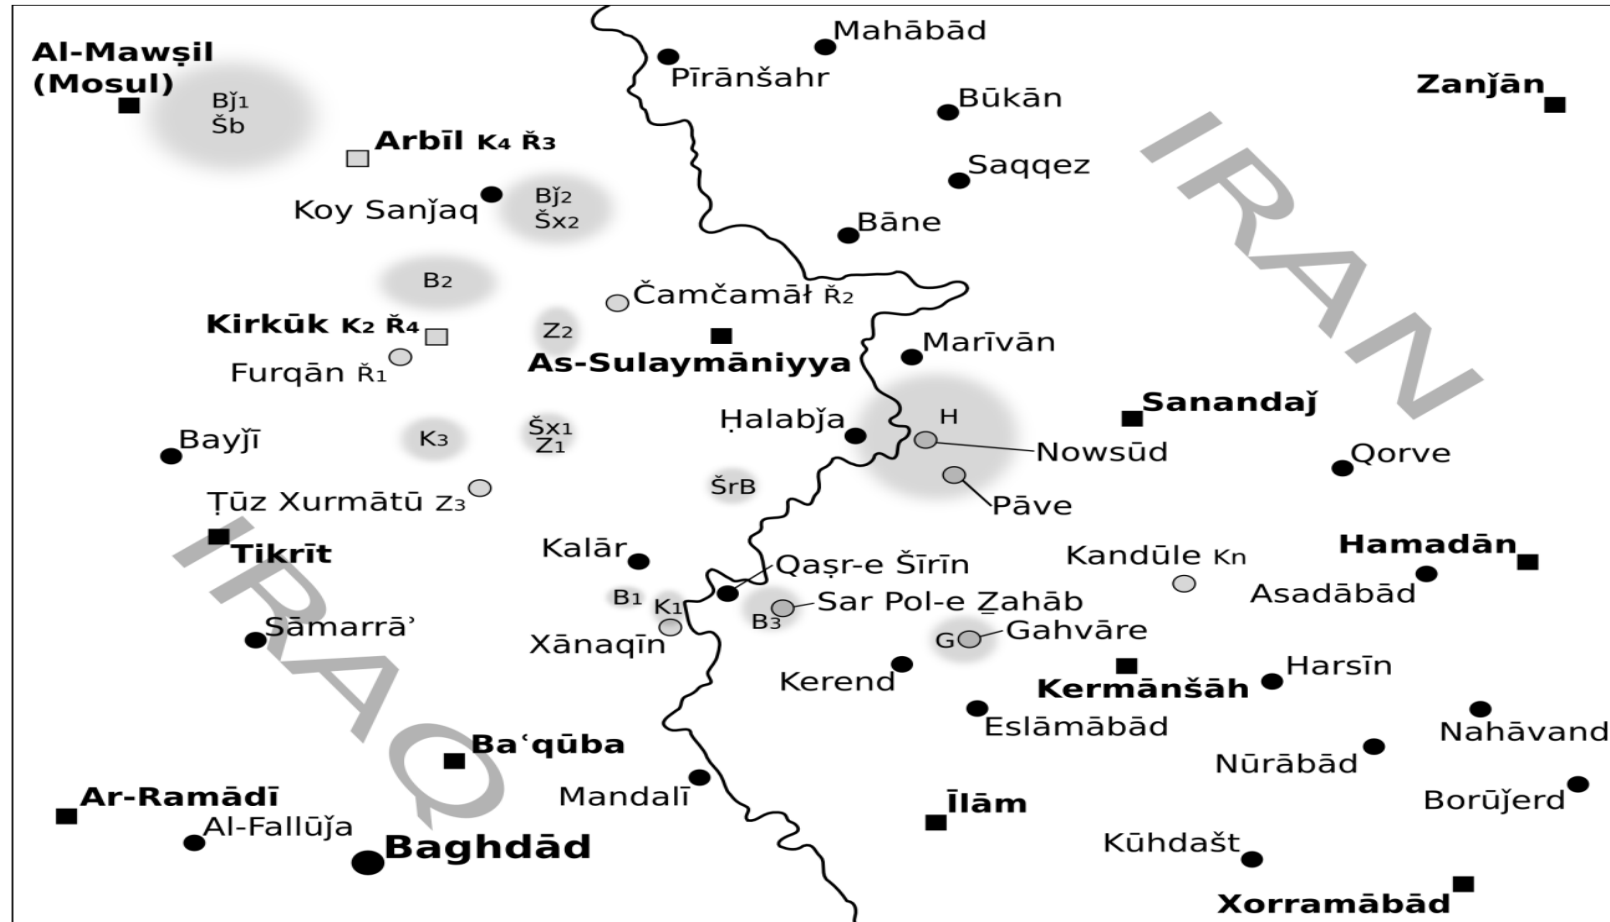 Al-Mawṣil
(Mosul)
Bǰ1
Šb
Arbīl K4 Ř3
Koy Sanǰaq
Bǰ2
Šx2
B2
Čamčamāł Ř2
Kirkūk K2 Ř4
Z2
Furqān Ř1
As-Sulaymāniyya
Bayǰī
K3
Šx1
Z1
Ḥalabǰa
Ṭūz Xurmātū Z3
ŠrB
Tikrīt
Kalār
B1
K1
Xānaqīn
Sāmarrāʾ
IRAQ
Baʿqūba
Mandalī
Ar-Ramādī
Al-Fallūǰa
Baghdād
Mahābād
Pīrānšahr
Būkān
Zanǰān
Saqqez
Bāne
IRAN
Marīvān
H
Sanandaǰ
Nowsūd
Qorve
Pāve
Qaṣr-e Šīrīn
Kandūle Kn
Hamadān
Asadābād
Sar Pol-e Ẕahāb
B3
G
Gahvāre
Kerend
Kermānšāh
Harsīn
Eslāmābād
Nahāvand
Nūrābād
Borūǰerd
Īlām
Kūhdašt
Xorramābād